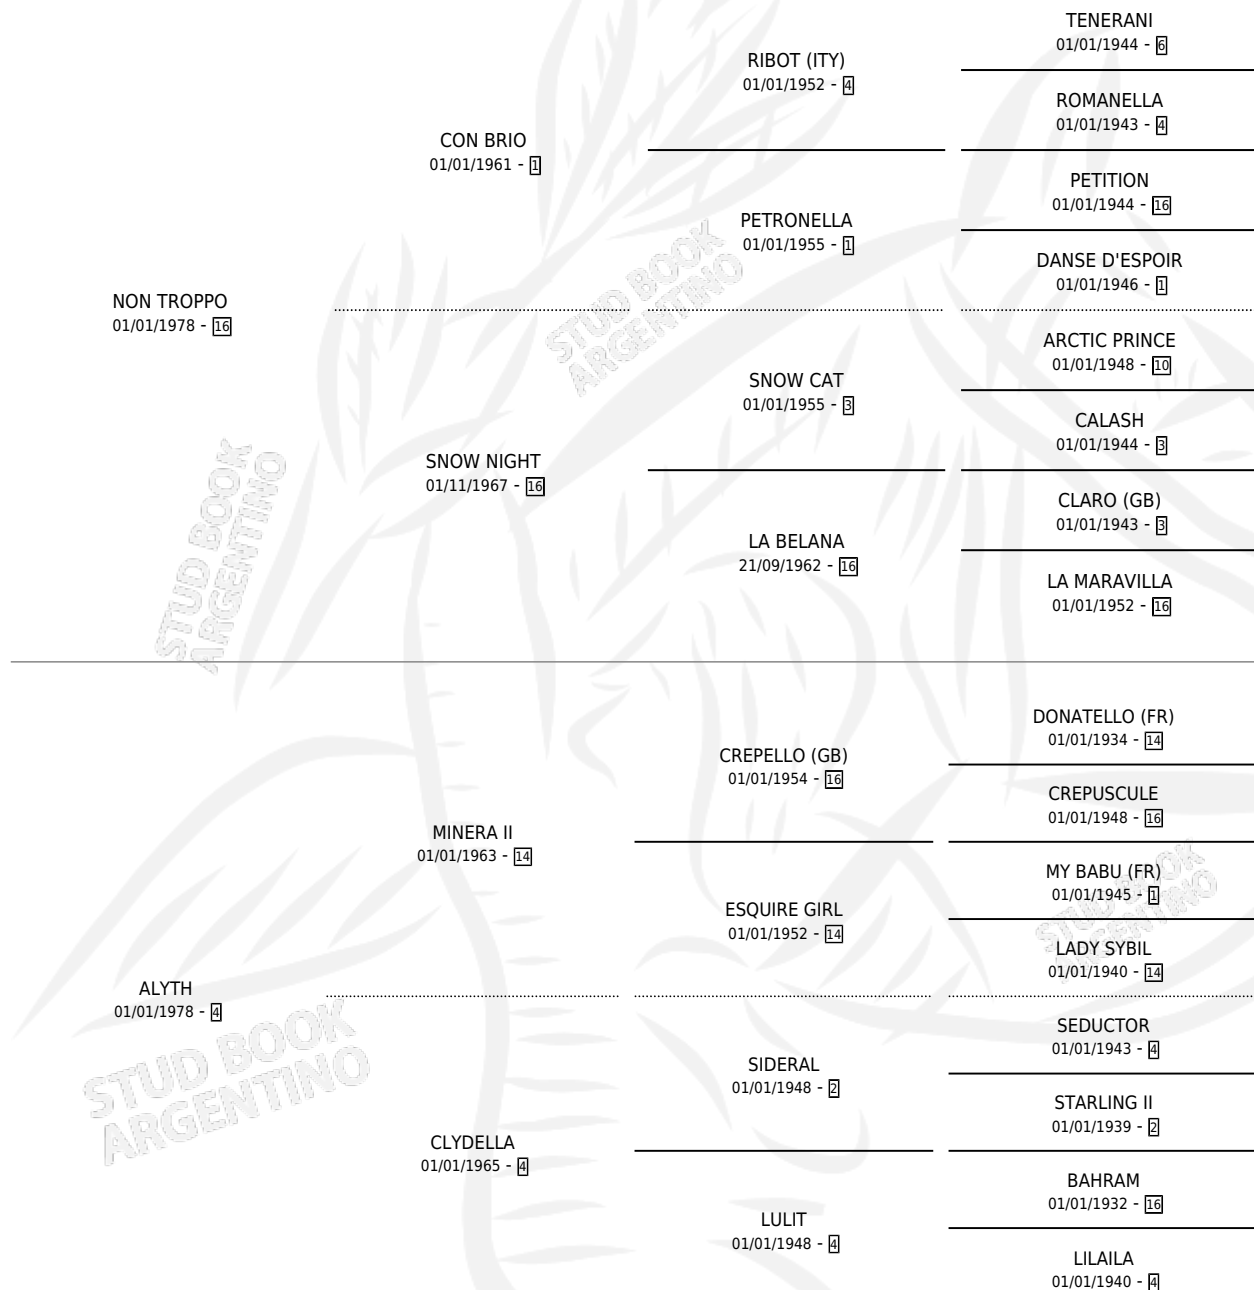 TENERANI
01/01/1944 - 6
RIBOT (ITY)
01/01/1952 - 4
ROMANELLA
01/01/1943 - 4
CON BRIO
01/01/1961 - 1
PETITION
01/01/1944 - 16
PETRONELLA
01/01/1955 - 1
DANSE D'ESPOIR
01/01/1946 - 1
NON TROPPO
01/01/1978 - 16
ARCTIC PRINCE
01/01/1948 - 10
SNOW CAT
01/01/1955 - 3
CALASH
01/01/1944 - 3
SNOW NIGHT
01/11/1967 - 16
CLARO (GB)
01/01/1943 - 3
LA BELANA
21/09/1962 - 16
LA MARAVILLA
01/01/1952 - 16
DONATELLO (FR)
01/01/1934 - 14
CREPELLO (GB)
01/01/1954 - 16
CREPUSCULE
01/01/1948 - 16
MINERA II
01/01/1963 - 14
MY BABU (FR)
01/01/1945 - 1
ESQUIRE GIRL
01/01/1952 - 14
LADY SYBIL
01/01/1940 - 14
ALYTH
01/01/1978 - 4
SEDUCTOR
01/01/1943 - 4
SIDERAL
01/01/1948 - 2
STARLING II
01/01/1939 - 2
CLYDELLA
01/01/1965 - 4
BAHRAM
01/01/1932 - 16
LULIT
01/01/1948 - 4
LILAILA
01/01/1940 - 4
STUD BOOK
ARGENTINO
STUD BOOK
ARGENTINO
STUD BOOK
ARGENTINO
STUD BOOK
ARGENTINO